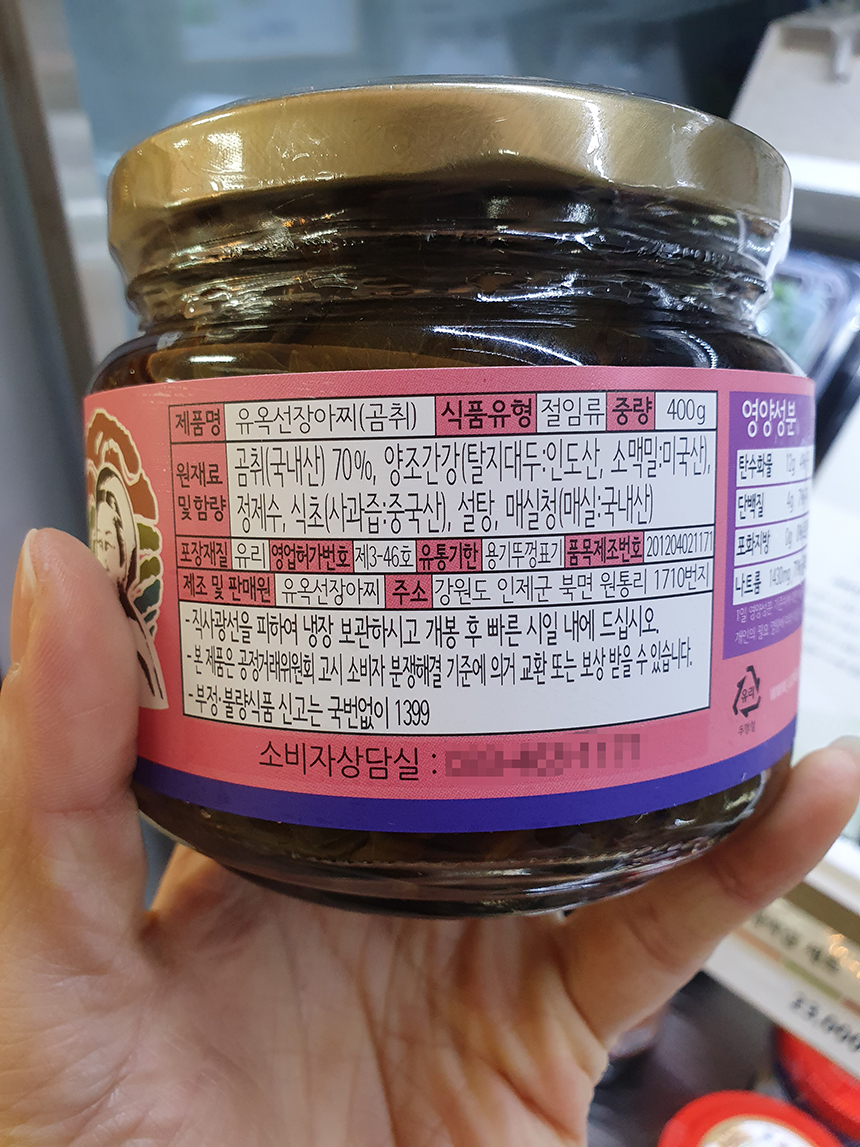 제품명 유옥선장아찌(곰취) 식품유형 절임류 중량 400g
원재료 및함량 곰취(국내산) 70%, 양조간강(탈지대두:인도산, 소맥밀:미국산),
정제수, 식초(사과즙:중국산), 설탕, 매실청(매실:국내산)
포장재질 유리 영업허가번호 제3-46호 유통기한 용기뚜껑표기 품목제조번호 201204021171
제조 및 판매원 유옥선장아찌 주소 강원도 인제군 북면 원통리 1710번지
- 직사광선을 피하여 냉장 보관하시고 개봉 후 빠른 시일 내에 드십시오.
- 본 제품은 공정거래위원회 고시 소비자 분쟁해결 기준에 의거 교환 또는 보상 받을 수 있습니다.
- 부정·불량식품 신고는 국번없이 1399
소비자상담실 :
영양성분
탄수화물 12g
단백질 4g
포화지방 0g
나트륨 1430mg
유리